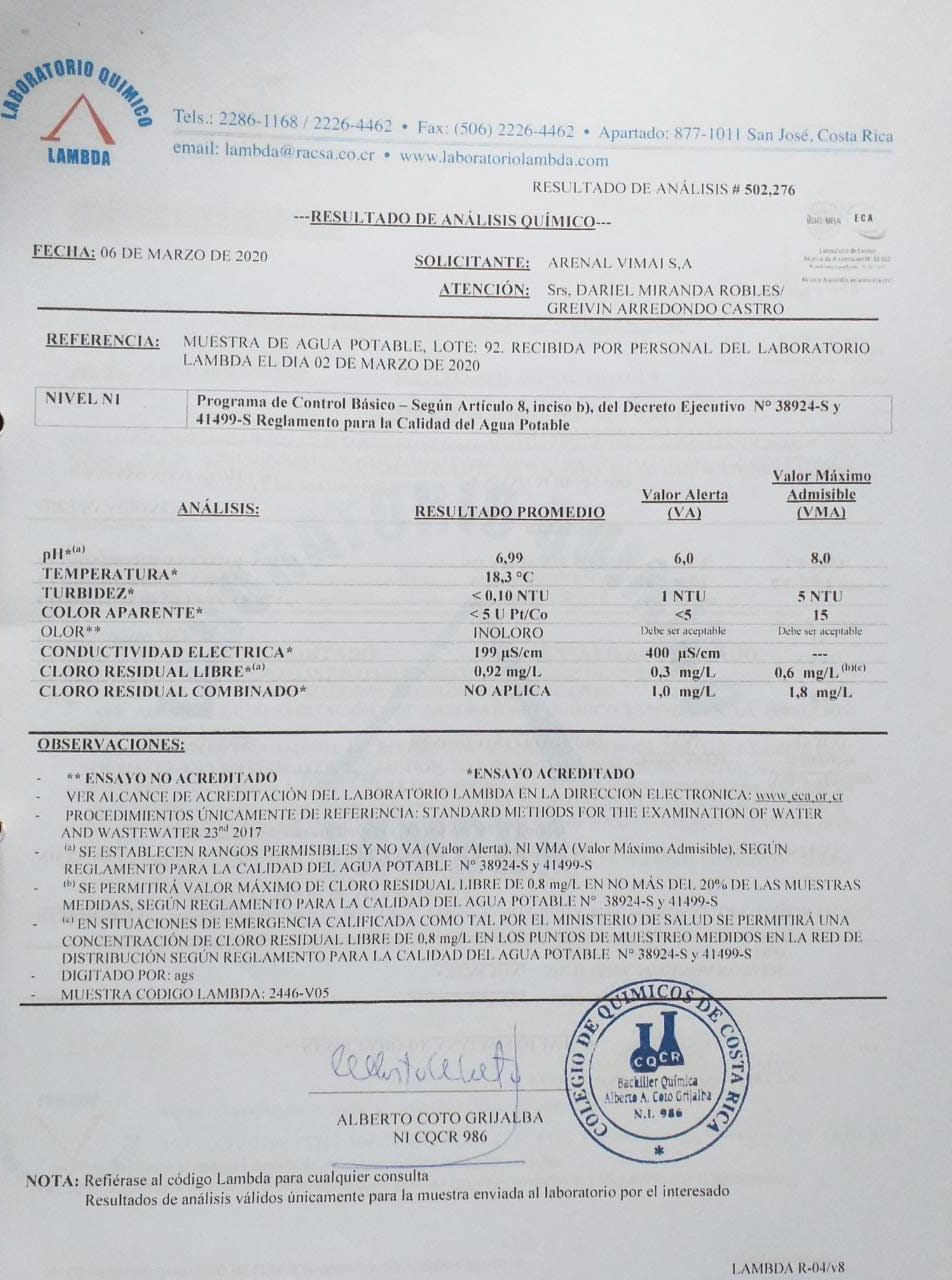 LABORATORIO QUIMICO
LAMBDA
Tels.: 2286-1168 / 2226-4462 • Fax: (506) 2226-4462 • Apartado: 877-1011 San José, Costa Rica
email: lambda@racsa.co.cr • www.laboratoriolambda.com
RESULTADO DE ANÁLISIS # 502,276
---RESULTADO DE ANÁLISIS QUÍMICO---
ECA
FECHA: 06 DE MARZO DE 2020
SOLICITANTE: ARENAL VIMAI S,A
ATENCIÓN: Srs, DARIEL MIRANDA ROBLES/
GREIVIN ARREDONDO CASTRO
REFERENCIA: MUESTRA DE AGUA POTABLE, LOTE: 92. RECIBIDA POR PERSONAL DEL LABORATORIO
LAMBDA EL DIA 02 DE MARZO DE 2020
NIVEL N1 Programa de Control Básico – Según Artículo 8, inciso b), del Decreto Ejecutivo N° 38924-S y
41499-S Reglamento para la Calidad del Agua Potable
ANÁLISIS: RESULTADO PROMEDIO Valor Alerta (VA) Valor Máximo Admisible (VMA)
pH*(a) 6,99 6,0 8,0
TEMPERATURA* 18,3 °C
TURBIDEZ* < 0,10 NTU 1 NTU 5 NTU
COLOR APARENTE* < 5 U Pt/Co <5 15
OLOR** INOLORO Debe ser aceptable Debe ser aceptable
CONDUCTIVIDAD ELECTRICA* 199 µS/cm 400 µS/cm ---
CLORO RESIDUAL LIBRE*(a) 0,92 mg/L 0,3 mg/L 0,6 mg/L (b)(c)
CLORO RESIDUAL COMBINADO* NO APLICA 1,0 mg/L 1,8 mg/L
OBSERVACIONES:
- ** ENSAYO NO ACREDITADO *ENSAYO ACREDITADO
- VER ALCANCE DE ACREDITACIÓN DEL LABORATORIO LAMBDA EN LA DIRECCION ELECTRONICA: www.eca.or.cr
- PROCEDIMIENTOS ÚNICAMENTE DE REFERENCIA: STANDARD METHODS FOR THE EXAMINATION OF WATER
AND WASTEWATER 23nd 2017
- (a) SE ESTABLECEN RANGOS PERMISIBLES Y NO VA (Valor Alerta), NI VMA (Valor Máximo Admisible), SEGÚN
REGLAMENTO PARA LA CALIDAD DEL AGUA POTABLE N° 38924-S y 41499-S
- (b) SE PERMITIRÁ VALOR MÁXIMO DE CLORO RESIDUAL LIBRE DE 0,8 mg/L EN NO MÁS DEL 20% DE LAS MUESTRAS
MEDIDAS, SEGÚN REGLAMENTO PARA LA CALIDAD DEL AGUA POTABLE N° 38924-S y 41499-S
- (c) EN SITUACIONES DE EMERGENCIA CALIFICADA COMO TAL POR EL MINISTERIO DE SALUD SE PERMITIRÁ UNA
CONCENTRACIÓN DE CLORO RESIDUAL LIBRE DE 0,8 mg/L EN LOS PUNTOS DE MUESTREO MEDIDOS EN LA RED DE
DISTRIBUCIÓN SEGÚN REGLAMENTO PARA LA CALIDAD DEL AGUA POTABLE N° 38924-S y 41499-S
- DIGITADO POR: ags
- MUESTRA CODIGO LAMBDA: 2446-V05
COLEGIO DE QUIMICOS DE COSTA RICA
CQCR
Bachiller Química
Alberto A. Coto Grijalba
N.I. 986
*
ALBERTO COTO GRIJALBA
NI CQCR 986
NOTA: Refiérase al código Lambda para cualquier consulta
Resultados de análisis válidos únicamente para la muestra enviada al laboratorio por el interesado
LAMBDA R-04/v8